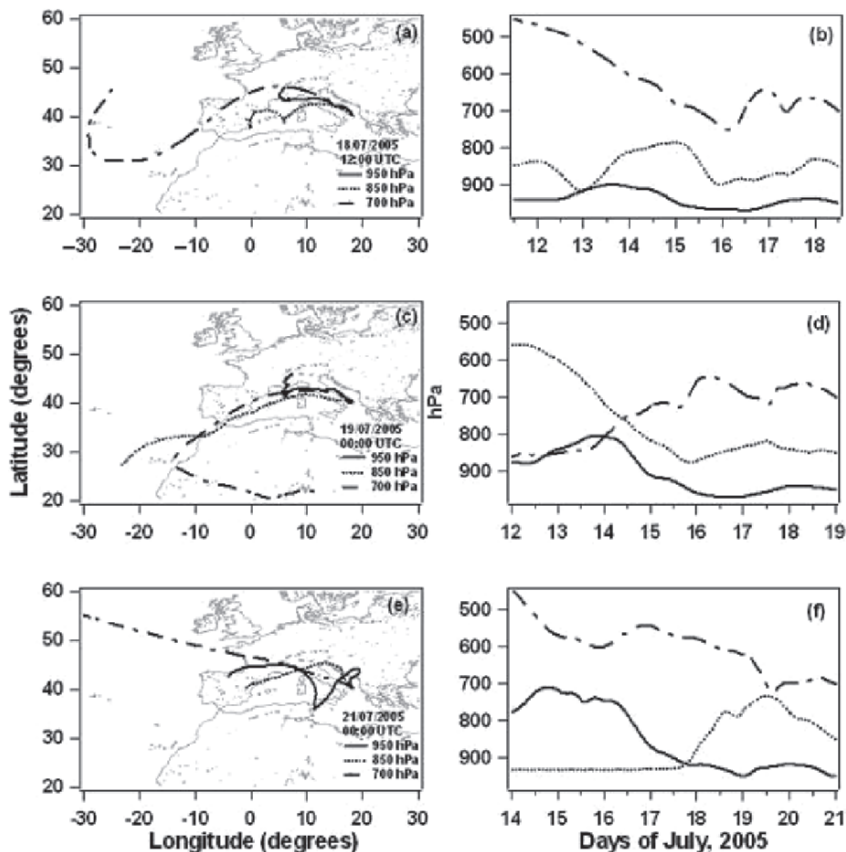 60
50
40
30
20
(a)
18/07/2005
12:00 UTC
950 hPa
850 hPa
700 hPa
–30 –20 –10 0 10 20 30
500
600
700
800
900
(b)
12 13 14 15 16 17 18
60
50
40
30
20
(c)
19/07/2005
00:00 UTC
950 hPa
850 hPa
700 hPa
-30 -20 -10 0 10 20 30
500
600
700
800
900
(d)
12 13 14 15 16 17 18 19
60
50
40
30
20
(e)
21/07/2005
00:00 UTC
950 hPa
850 hPa
700 hPa
-30 -20 -10 0 10 20 30
500
600
700
800
900
(f)
14 15 16 17 18 19 20 21
Latitude (degrees)
hPa
Longitude (degrees)
Days of July, 2005